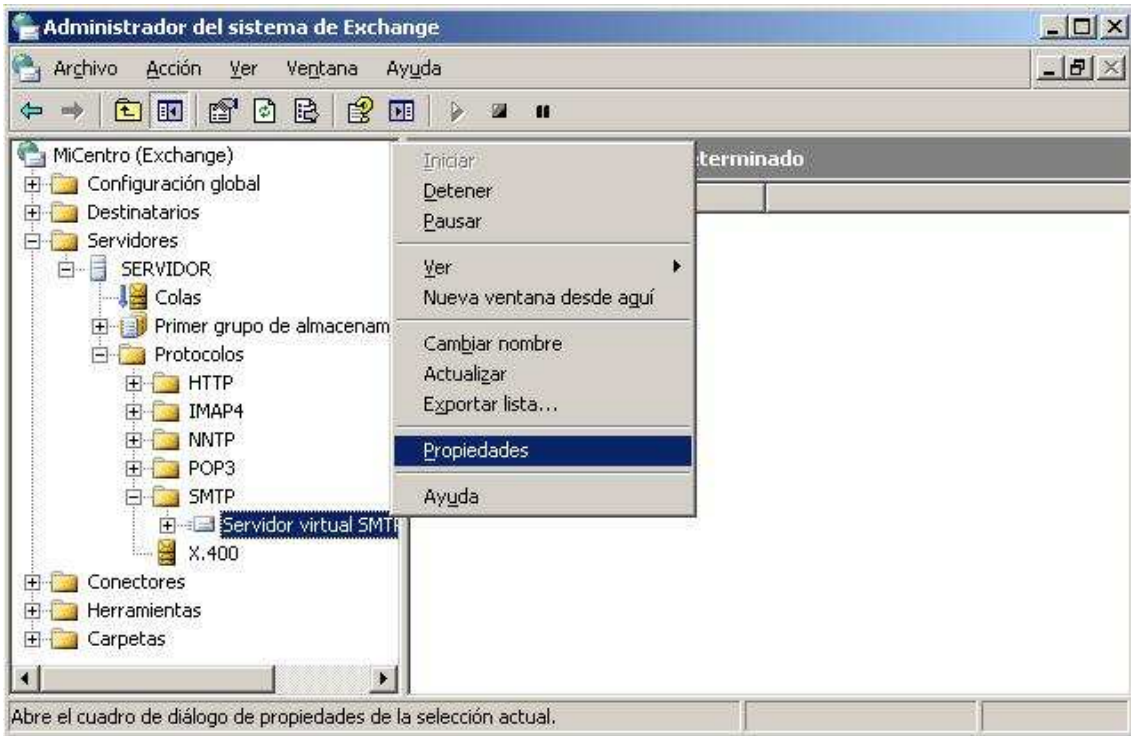 Administrador del sistema de Exchange
Archivo Acción Ver Ventana Ayuda
MiCentro (Exchange)
Configuración global
Destinatarios
Servidores
SERVIDOR
Colas
Primer grupo de almacenam
Protocolos
HTTP
IMAP4
NNTP
POP3
SMTP
Servidor virtual SMT
X.400
Conectores
Herramientas
Carpetas
terminado
Iniciar
Detener
Pausar
Ver
Nueva ventana desde aquí
Cambiar nombre
Actualizar
Exportar lista...
Propiedades
Ayuda
Abre el cuadro de diálogo de propiedades de la selección actual.